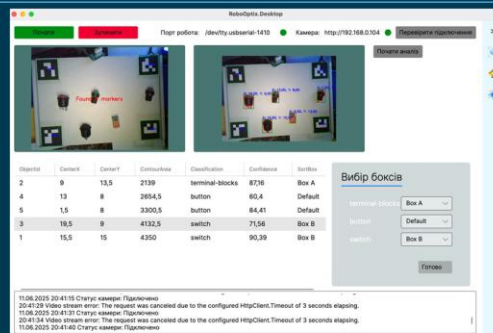 RoboOptix.Desktop
Почати
Зупинити
Порт робота: /dev/tty.usbserial-1410
Камера: http://192.168.0.104
Перевірити підключення
Почати аналіз
ObjectId CenterX CenterY ContourArea Classification Confidence SortBox
2 9 13,5 2139 terminal-blocks 87,16 Box A
4 13 8 2654,5 button 60,4 Default
5 1,5 8 3300,5 button 84,41 Default
3 19,5 9 4132,5 switch 71,56 Box B
1 15,5 15 4350 switch 90,39 Box B
Вибір боксів
terminal-blocks Box A
button Default
switch Box B
Готово
11.06.2025 20:41:15 Статус камери: Підключено
20:41:29 Video stream error: The request was canceled due to the configured HttpClient.Timeout of 3 seconds elapsing.
11.06.2025 20:41:31 Статус камери: Підключено
20:41:34 Video stream error: The request was canceled due to the configured HttpClient.Timeout of 3 seconds elapsing.
11.06.2025 20:41:40 Статус камери: Підключено